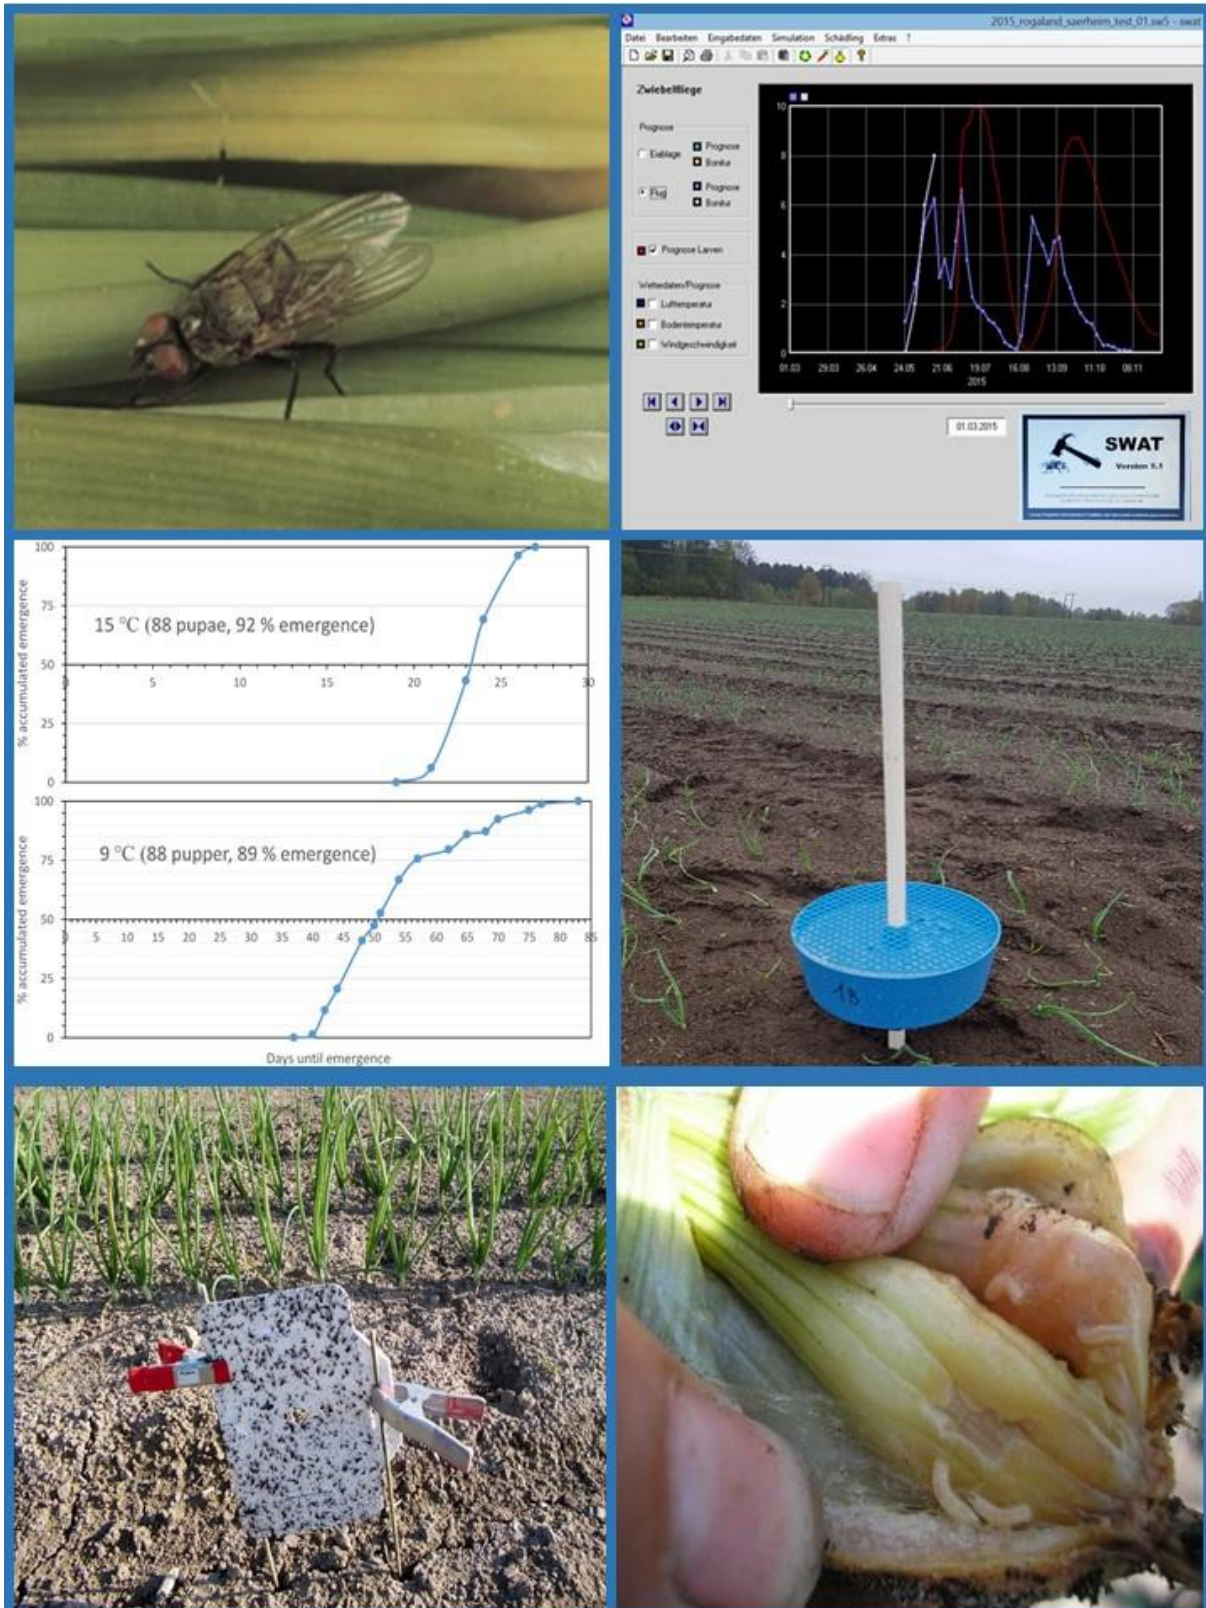 2015_rogaland_saerheim_test_01.sw5 - swat
Datei Bearbeiten Eingabedaten Simulation Schädling Extras ?
Zwiebelfliege
Prognose
Eiablage
Prognose
Bonitur
Flug
Prognose
Bonitur
Prognose Larven
Wetterdaten/Prognose
Lufttemperatur
Bodentemperatur
Windgeschwindigkeit
10
8
6
4
2
0
01.03 29.03 26.04 24.05 21.06 19.07 16.08 13.09 11.10 08.11
2015
01.03.2015
SWAT
Version 5.1
% accumulated emergence
100
75
50
25
0
15 °C (88 pupae, 92 % emergence)
0 5 10 15 20 25 30
% accumulated emergence
100
75
50
25
0
9 °C (88 pupper, 89 % emergence)
0 5 10 15 20 25 30 35 40 45 50 55 60 65 70 75 80 85
Days until emergence
1B